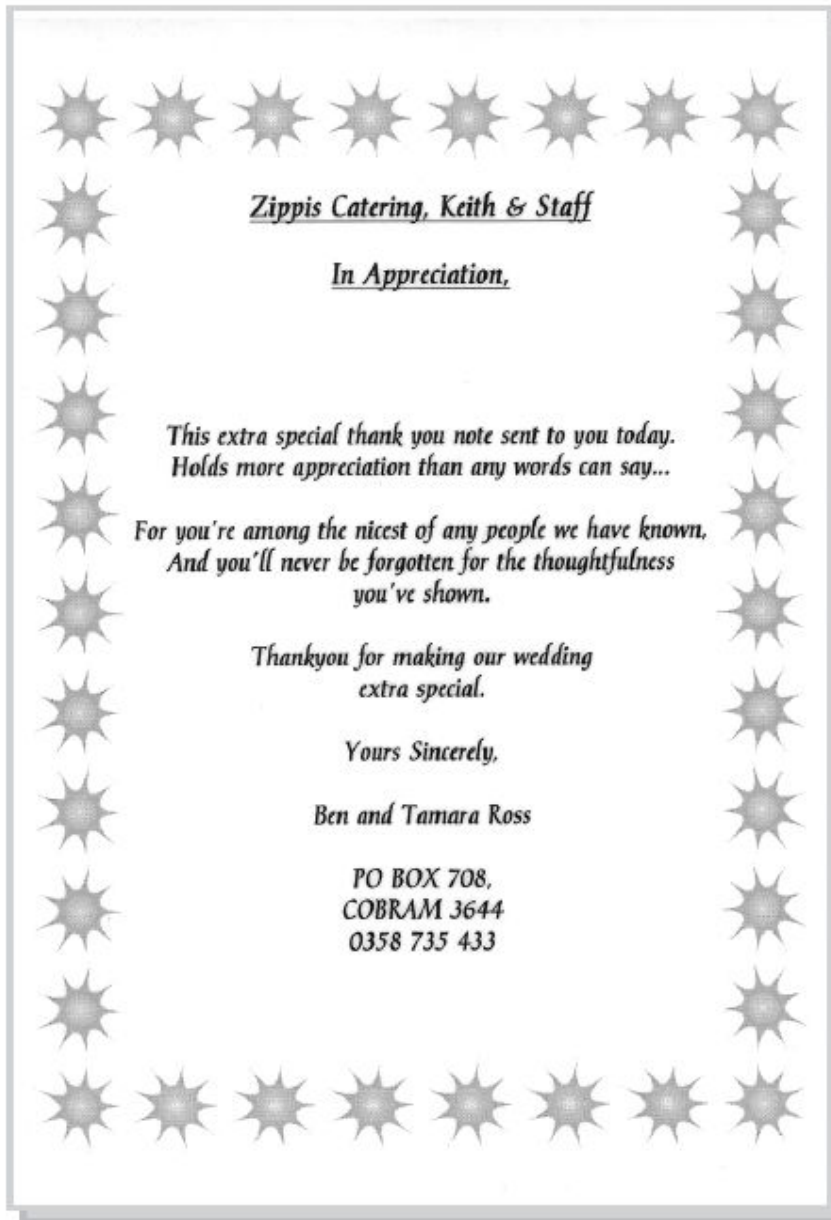 Zippis Catering, Keith & Staff
In Appreciation,
This extra special thank you note sent to you today.
Holds more appreciation than any words can say...
For you're among the nicest of any people we have known,
And you'll never be forgotten for the thoughtfulness
you've shown.
Thankyou for making our wedding
extra special.
Yours Sincerely,
Ben and Tamara Ross
PO BOX 708,
COBRAM 3644
0358 735 433